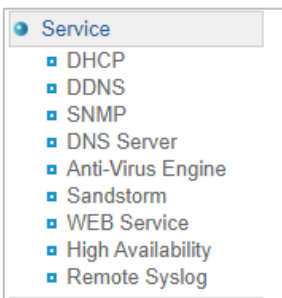 Service
DHCP
DDNS
SNMP
DNS Server
Anti-Virus Engine
Sandstorm
WEB Service
High Availability
Remote Syslog